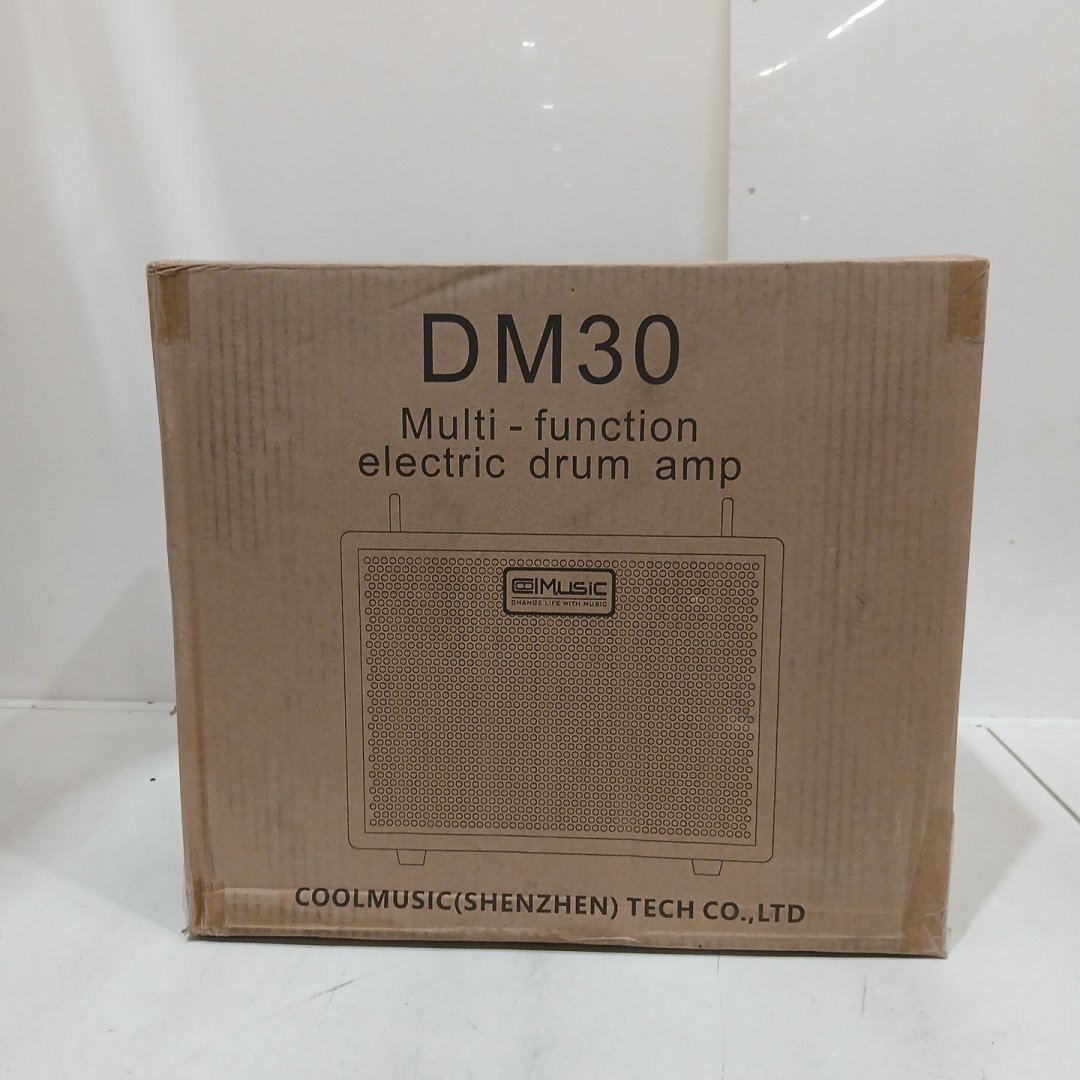 DM30
Multi - function
electric drum amp
COOlMUSiC
CHANGE LIFE WITH MUSIC
COOLMUSIC(SHENZHEN) TECH CO.,LTD